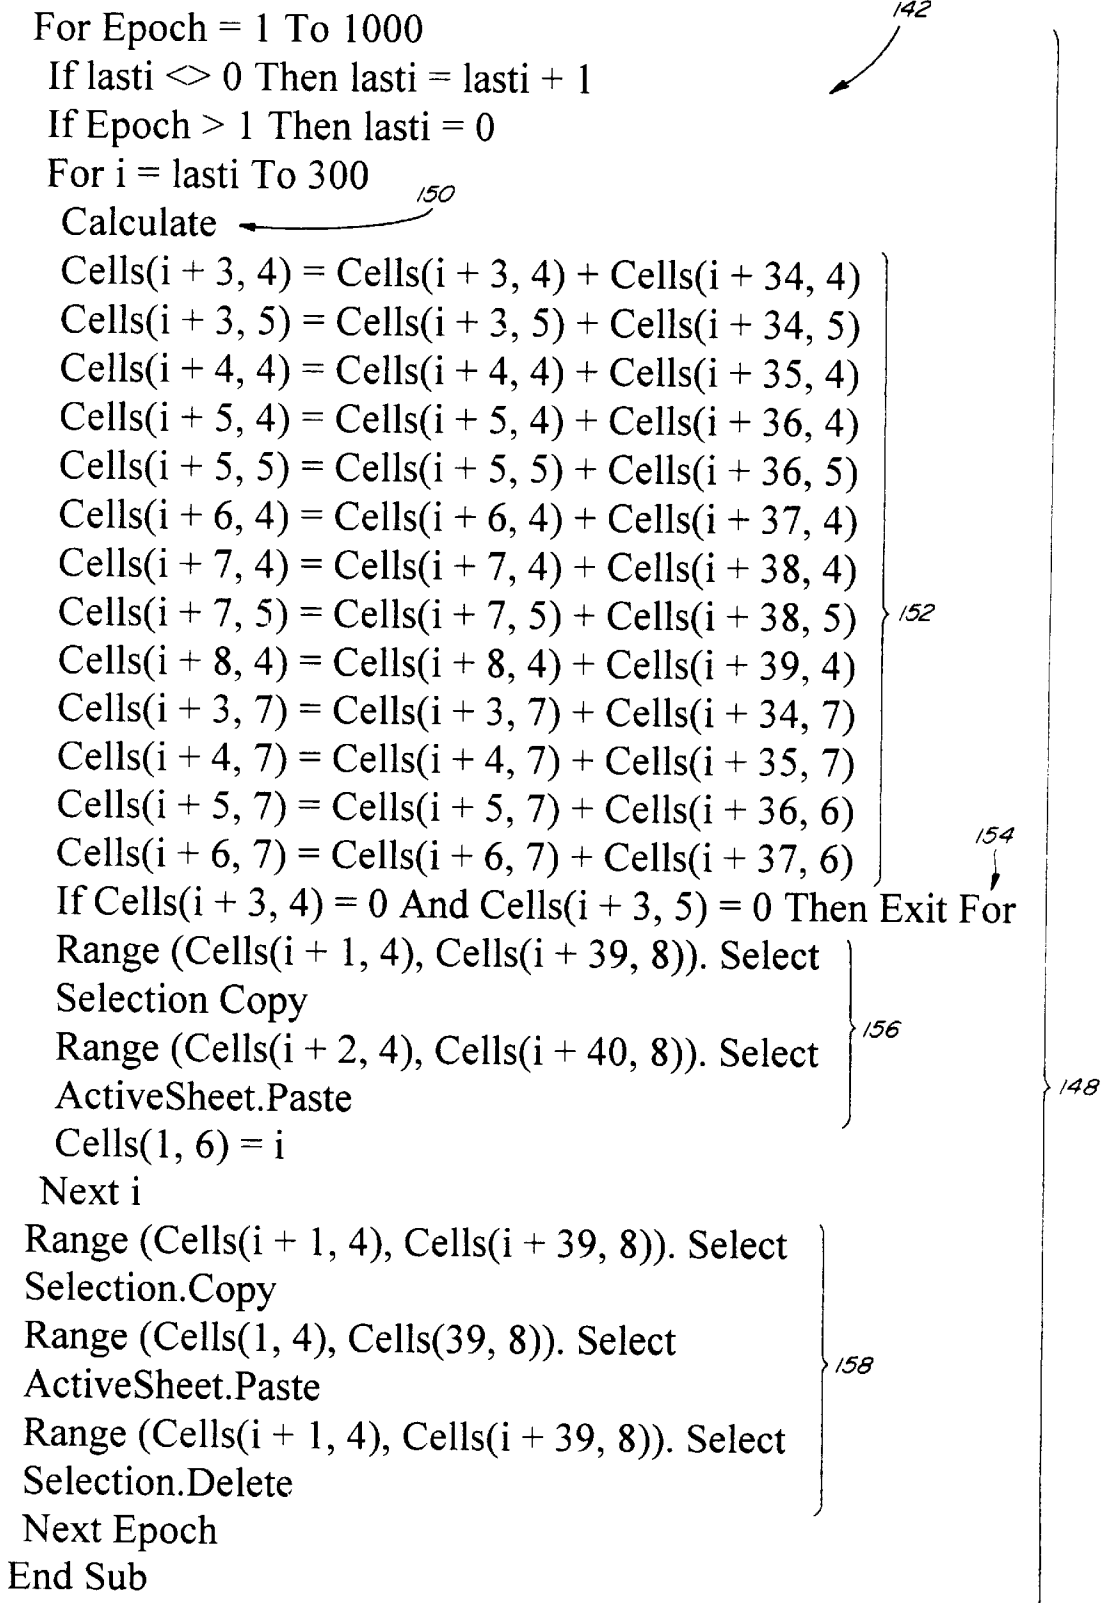 142
For Epoch = 1 To 1000
If lasti <> 0 Then lasti = lasti + 1
If Epoch > 1 Then lasti = 0
For i = lasti To 300
150
Calculate
Cells(i + 3, 4) = Cells(i + 3, 4) + Cells(i + 34, 4)
Cells(i + 3, 5) = Cells(i + 3, 5) + Cells(i + 34, 5)
Cells(i + 4, 4) = Cells(i + 4, 4) + Cells(i + 35, 4)
Cells(i + 5, 4) = Cells(i + 5, 4) + Cells(i + 36, 4)
Cells(i + 5, 5) = Cells(i + 5, 5) + Cells(i + 36, 5)
Cells(i + 6, 4) = Cells(i + 6, 4) + Cells(i + 37, 4)
Cells(i + 7, 4) = Cells(i + 7, 4) + Cells(i + 38, 4)
Cells(i + 7, 5) = Cells(i + 7, 5) + Cells(i + 38, 5)
152
Cells(i + 8, 4) = Cells(i + 8, 4) + Cells(i + 39, 4)
Cells(i + 3, 7) = Cells(i + 3, 7) + Cells(i + 34, 7)
Cells(i + 4, 7) = Cells(i + 4, 7) + Cells(i + 35, 7)
Cells(i + 5, 7) = Cells(i + 5, 7) + Cells(i + 36, 6)
Cells(i + 6, 7) = Cells(i + 6, 7) + Cells(i + 37, 6)
154
If Cells(i + 3, 4) = 0 And Cells(i + 3, 5) = 0 Then Exit For
Range (Cells(i + 1, 4), Cells(i + 39, 8)). Select
Selection Copy
156
Range (Cells(i + 2, 4), Cells(i + 40, 8)). Select
ActiveSheet.Paste
148
Cells(1, 6) = i
Next i
Range (Cells(i + 1, 4), Cells(i + 39, 8)). Select
Selection.Copy
Range (Cells(1, 4), Cells(39, 8)). Select
158
ActiveSheet.Paste
Range (Cells(i + 1, 4), Cells(i + 39, 8)). Select
Selection.Delete
Next Epoch
End Sub